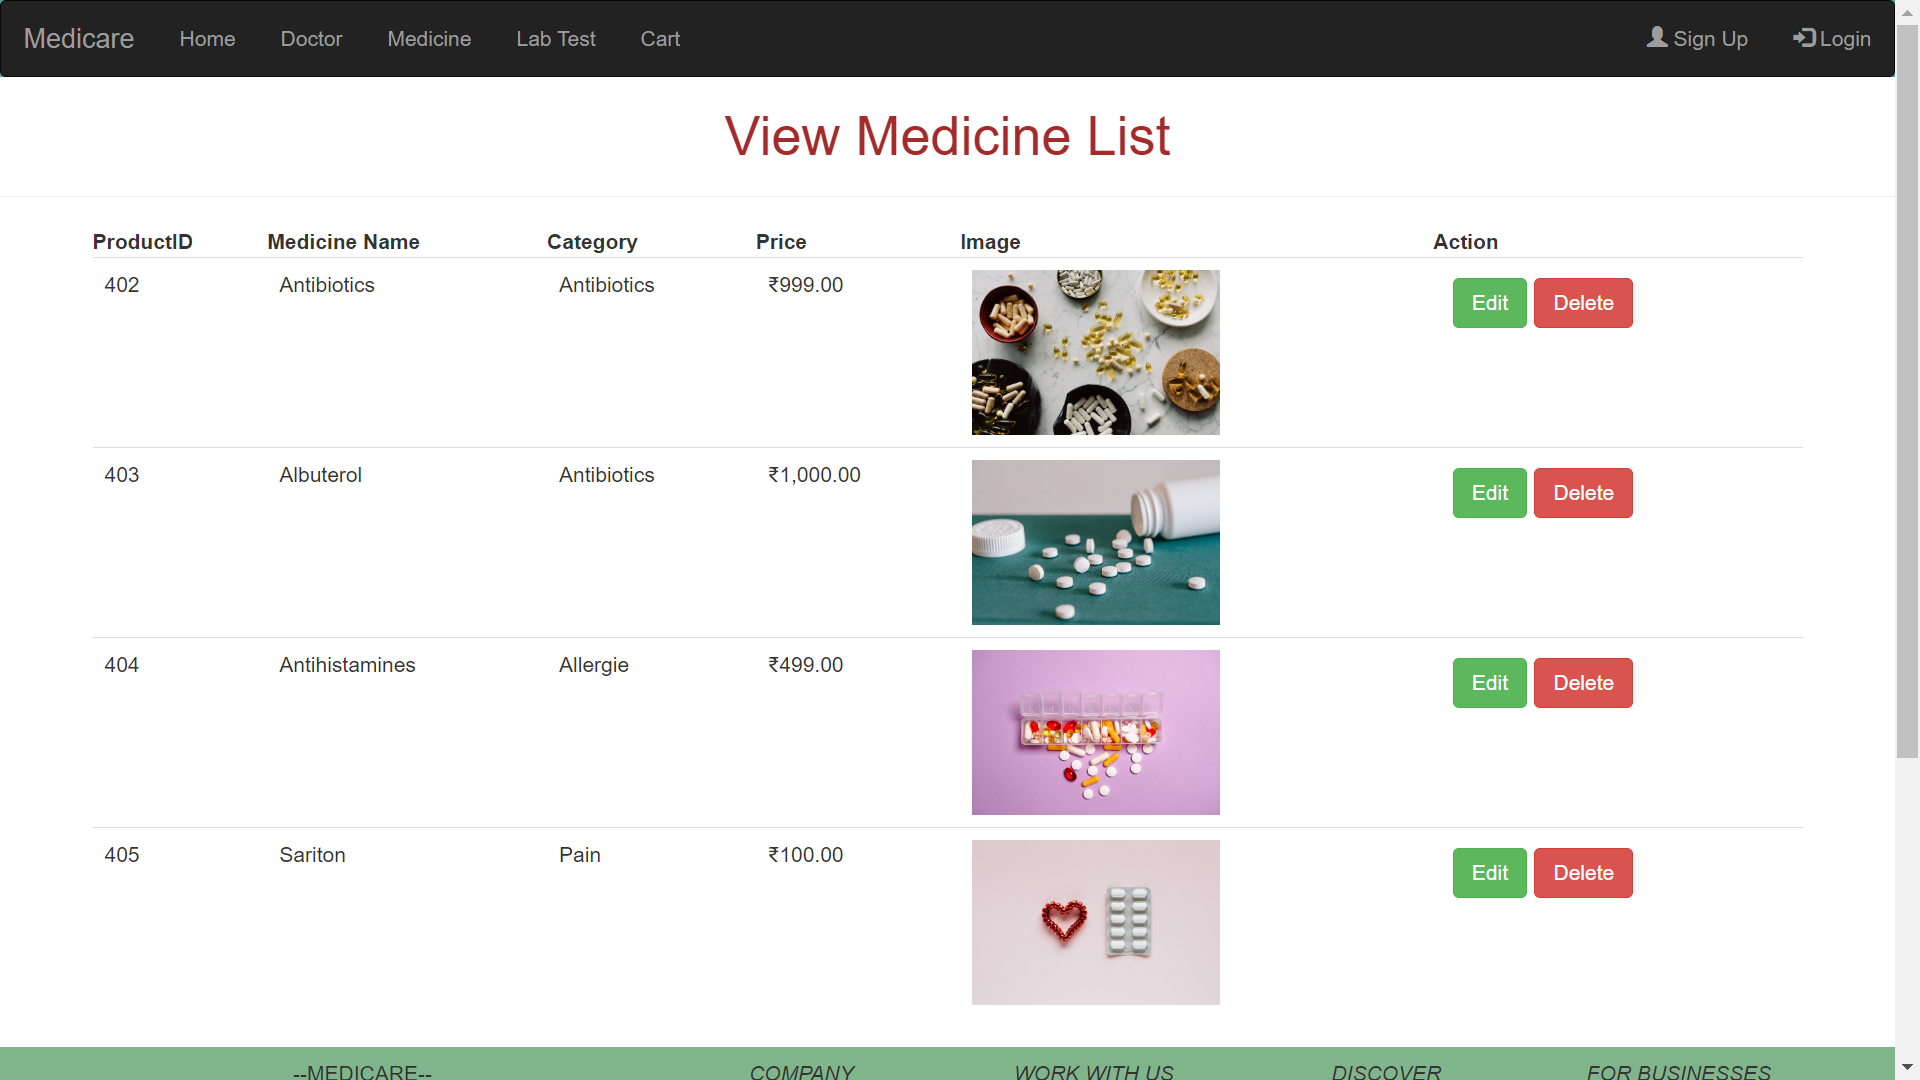 Medicare Home Doctor Medicine Lab Test Cart Sign Up Login
View Medicine List
ProductID Medicine Name Category Price Image Action
402 Antibiotics Antibiotics ₹999.00 Edit Delete
403 Albuterol Antibiotics ₹1,000.00 Edit Delete
404 Antihistamines Allergie ₹499.00 Edit Delete
405 Sariton Pain ₹100.00 Edit Delete
--MEDICARE-- COMPANY WORK WITH US DISCOVER FOR BUSINESSES